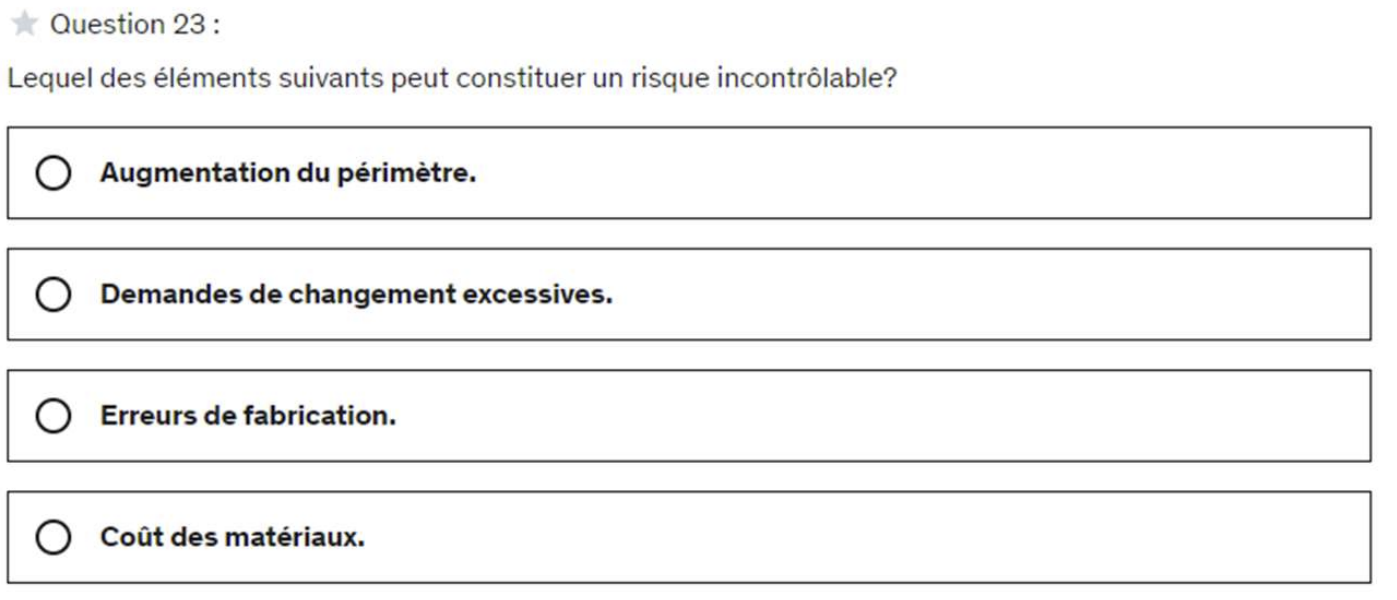 Question 23 :
Lequel des éléments suivants peut constituer un risque incontrôlable?
Augmentation du périmètre.
Demandes de changement excessives.
Erreurs de fabrication.
Coût des matériaux.